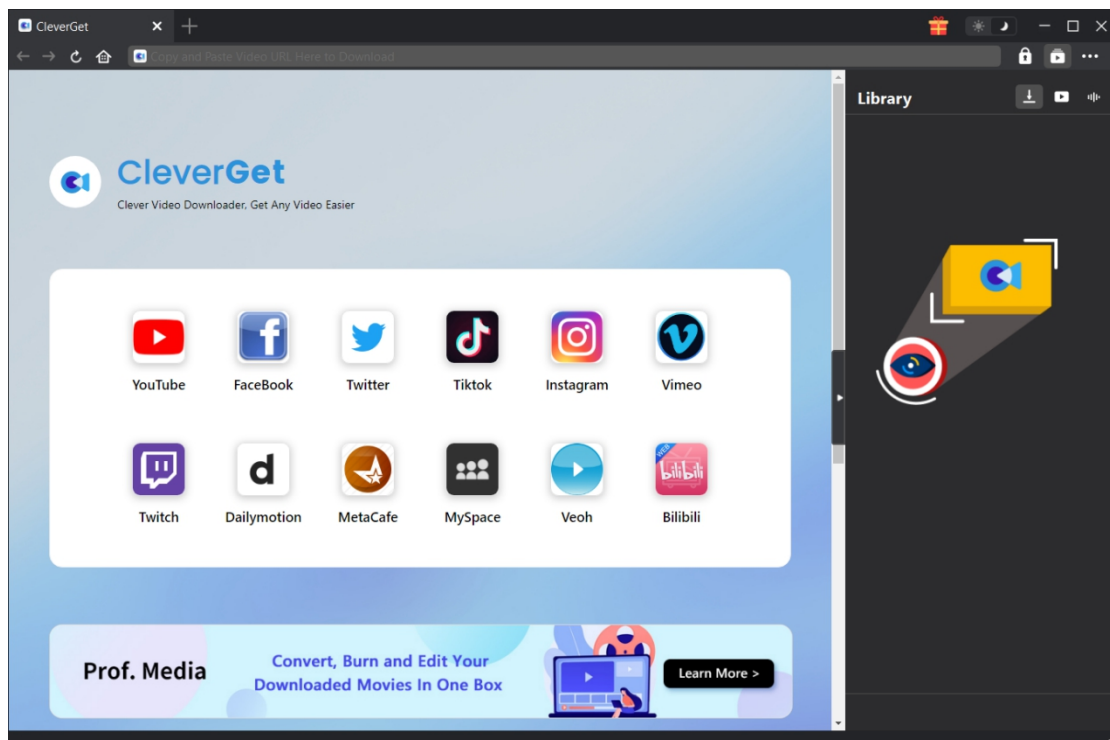 CleverGet
Copy and Paste Video URL Here to Download
Library
CleverGet
Clever Video Downloader, Get Any Video Easier
YouTube FaceBook Twitter Tiktok Instagram Vimeo
WEB
bilibili
Twitch Dailymotion MetaCafe MySpace Veoh Bilibili
Prof. Media
Convert, Burn and Edit Your
Downloaded Movies In One Box
Learn More >